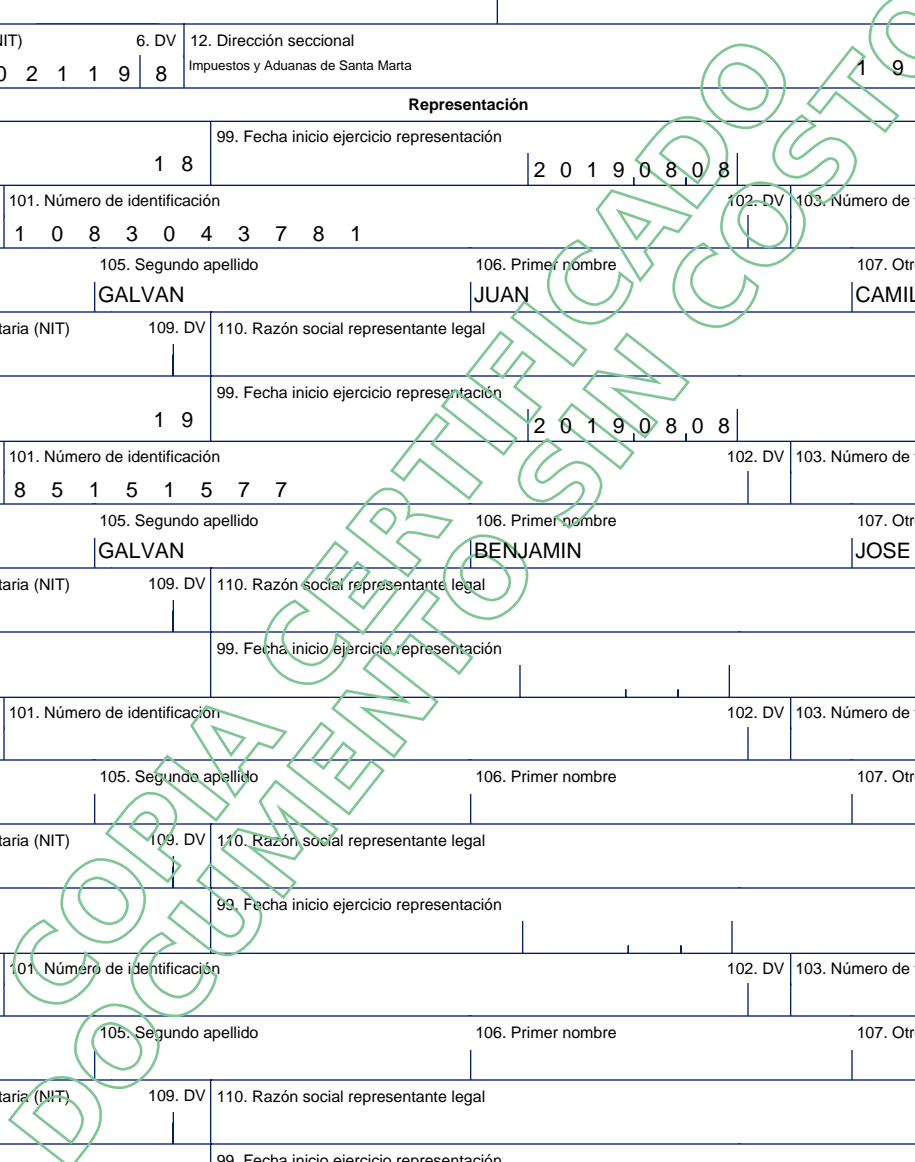 NIT) 6. DV 12. Dirección seccional
0 2 1 1 9 8 Impuestos y Aduanas de Santa Marta 1 9
Representación
99. Fecha inicio ejercicio representación
1 8 2 0 1 9 0 8 0 8
101. Número de identificación 102. DV 103. Número de
1 0 8 3 0 4 3 7 8 1
105. Segundo apellido 106. Primer nombre 107. Otr
GALVAN JUAN CAMIL
taria (NIT) 109. DV 110. Razón social representante legal
99. Fecha inicio ejercicio representación
1 9 2 0 1 9 0 8 0 8
101. Número de identificación 102. DV 103. Número de
8 5 1 5 1 5 7 7
105. Segundo apellido 106. Primer nombre 107. Otr
GALVAN BENJAMIN JOSE
taria (NIT) 109. DV 110. Razón social representante legal
99. Fecha inicio ejercicio representación
101. Número de identificación 102. DV 103. Número de
105. Segundo apellido 106. Primer nombre 107. Otr
taria (NIT) 109. DV 110. Razón social representante legal
99. Fecha inicio ejercicio representación
101. Número de identificación 102. DV 103. Número de
105. Segundo apellido 106. Primer nombre 107. Otr
taria (NIT) 109. DV 110. Razón social representante legal
99. Fecha inicio ejercicio representación
COPIA CERTIFICADO
DOCUMENTO SIN COSTO